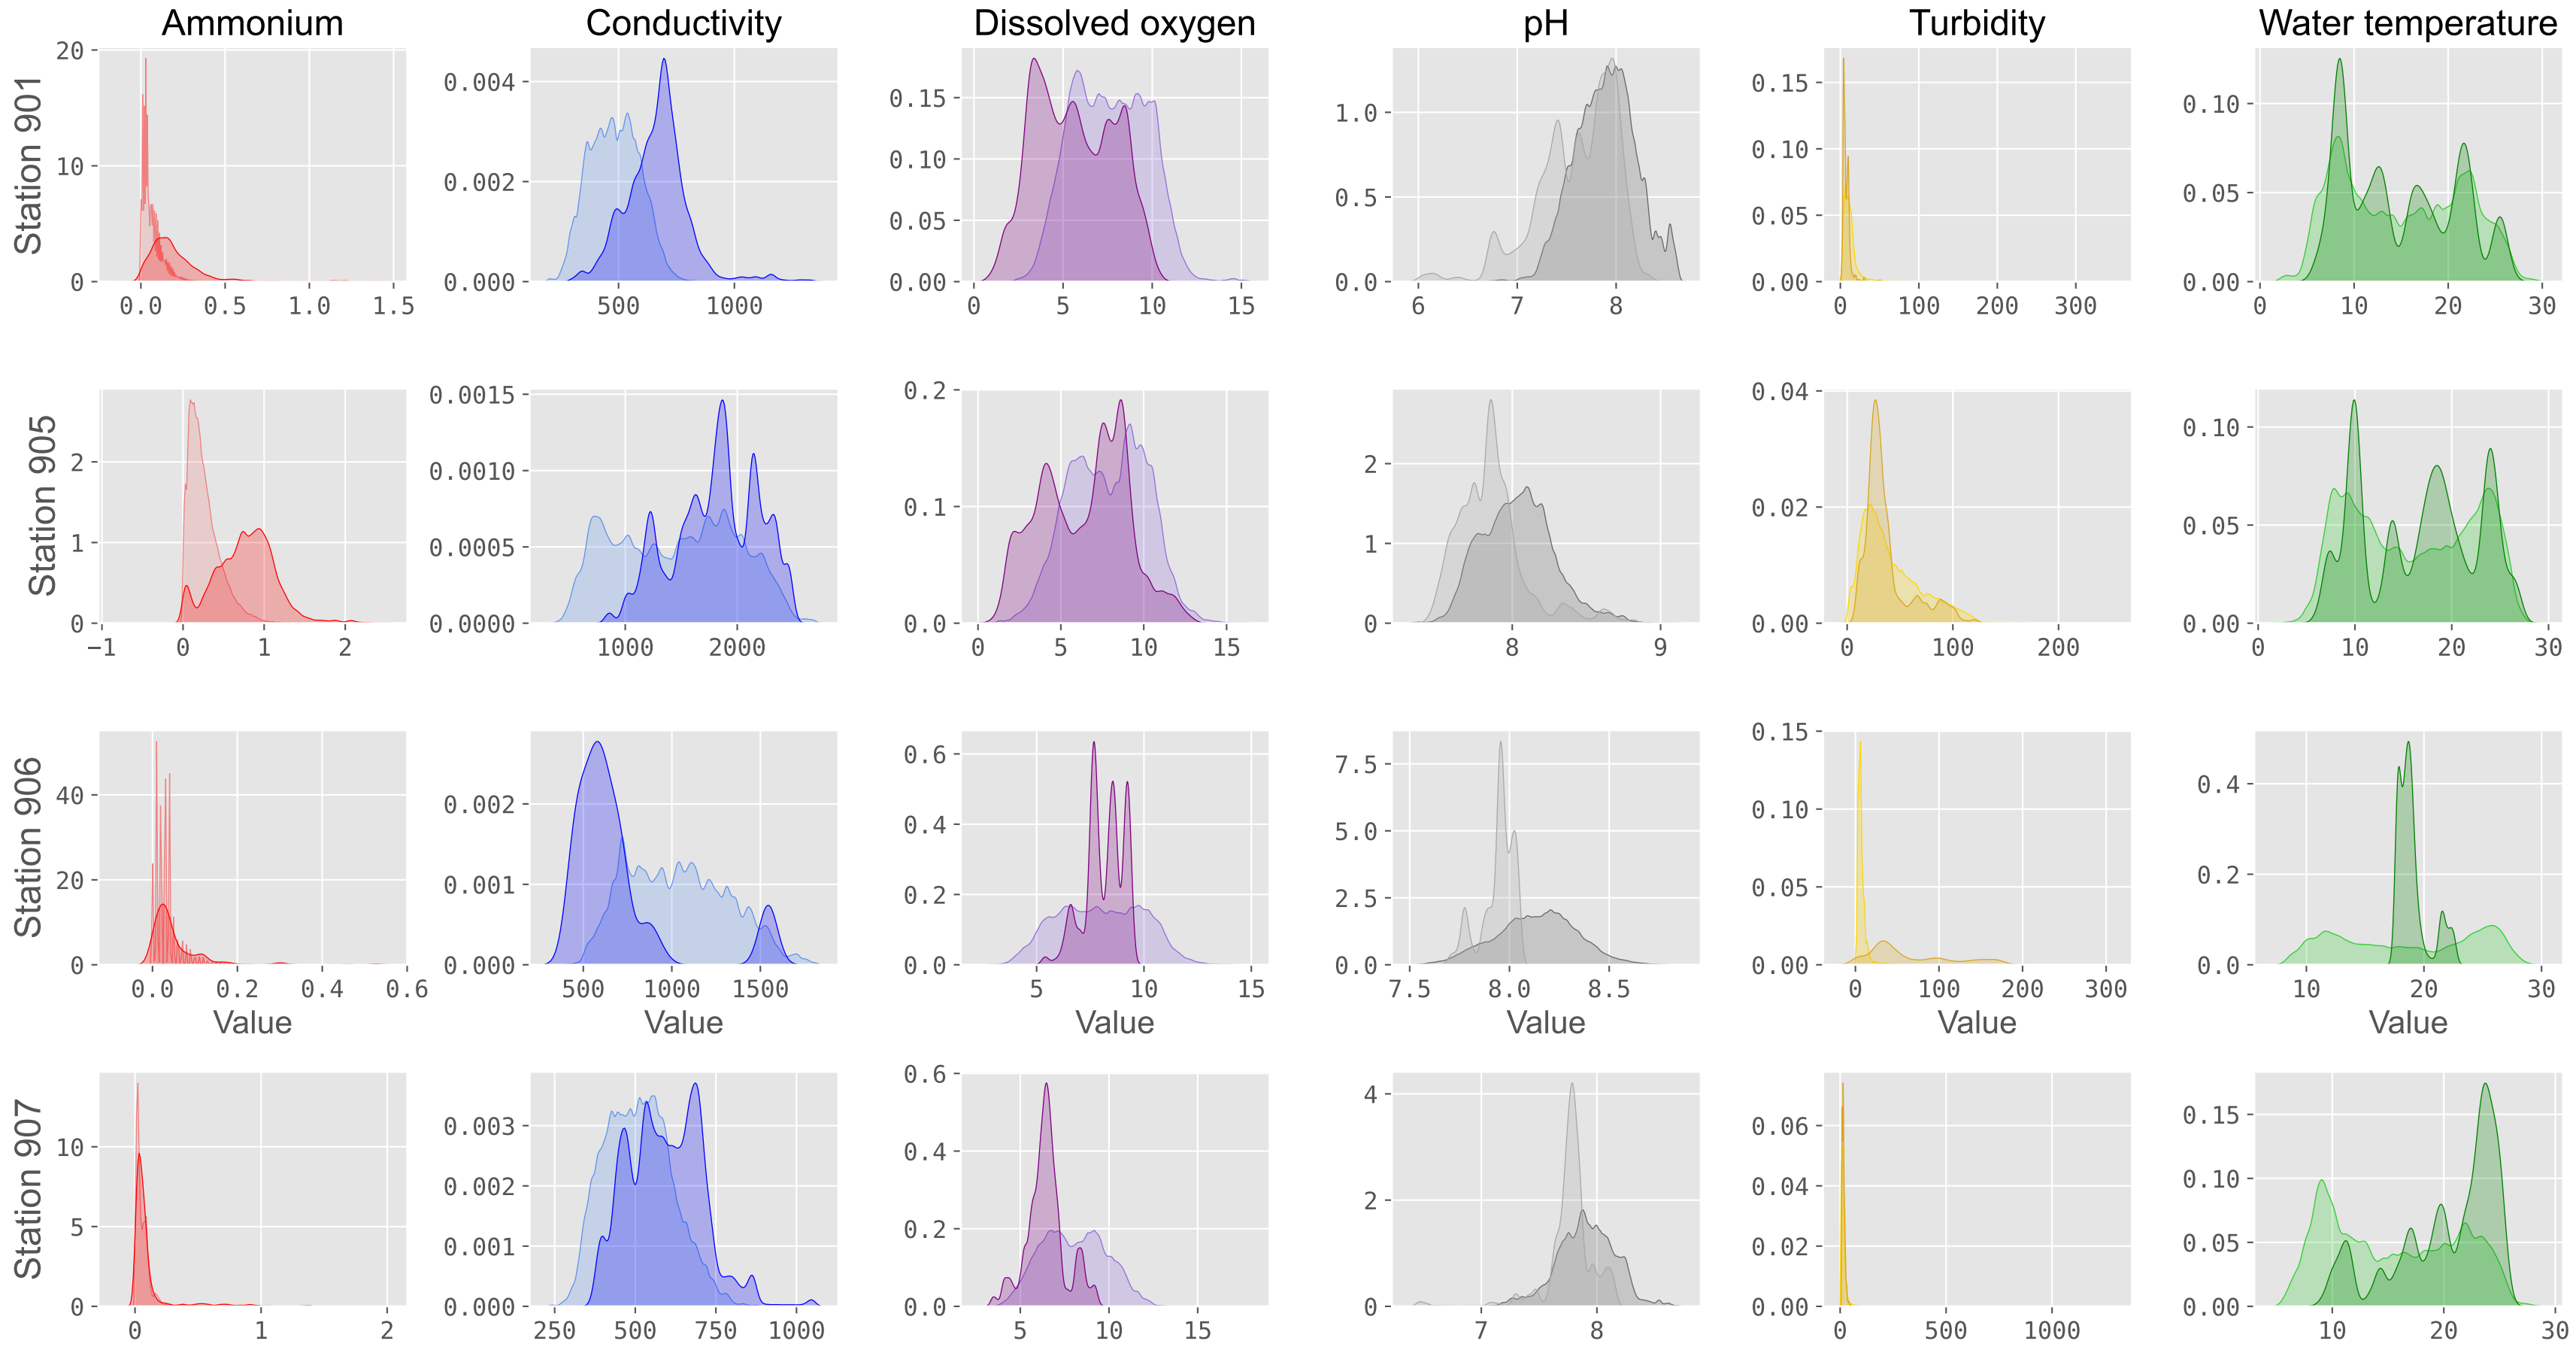 Ammonium Conductivity Dissolved oxygen pH Turbidity Water temperature
Station 901
20
10
0
0.0 0.5 1.0 1.5
0.004
0.002
0.000
500 1000
0.15
0.10
0.05
0.00
0 5 10 15
1.0
0.5
0.0
6 7 8
0.15
0.10
0.05
0.00
0 100 200 300
0.10
0.05
0.00
0 10 20 30
Station 905
2
1
0
−1 0 1 2
0.0015
0.0010
0.0005
0.0000
1000 2000
0.2
0.1
0.0
0 5 10 15
2
1
0
8 9
0.04
0.02
0.00
0 100 200
0.10
0.05
0.00
0 10 20 30
Station 906
40
20
0
0.0 0.2 0.4 0.6
Value
0.002
0.001
0.000
500 1000 1500
Value
0.6
0.4
0.2
0.0
5 10 15
Value
7.5
5.0
2.5
0.0
7.5 8.0 8.5
Value
0.15
0.10
0.05
0.00
0 100 200 300
Value
0.4
0.2
0.0
10 20 30
Value
Station 907
10
5
0
0 1 2
0.003
0.002
0.001
0.000
250 500 750 1000
0.6
0.4
0.2
0.0
5 10 15
4
2
0
7 8
0.06
0.04
0.02
0.00
0 500 1000
0.15
0.10
0.05
0.00
10 20 30